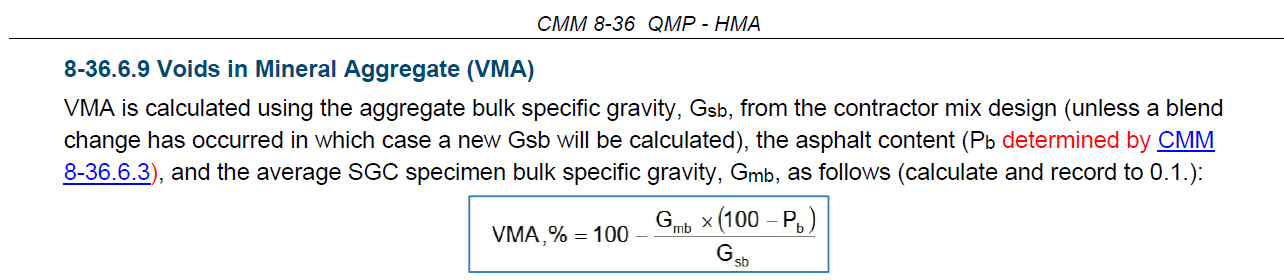 CMM 8-36 QMP - HMA
8-36.6.9 Voids in Mineral Aggregate (VMA)
VMA is calculated using the aggregate bulk specific gravity, Gsb, from the contractor mix design (unless a blend
change has occurred in which case a new Gsb will be calculated), the asphalt content (Pb determined by CMM
8-36.6.3), and the average SGC specimen bulk specific gravity, Gmb, as follows (calculate and record to 0.1.):
VMA,% = 100 − Gmb × (100 − Pb)
Gsb